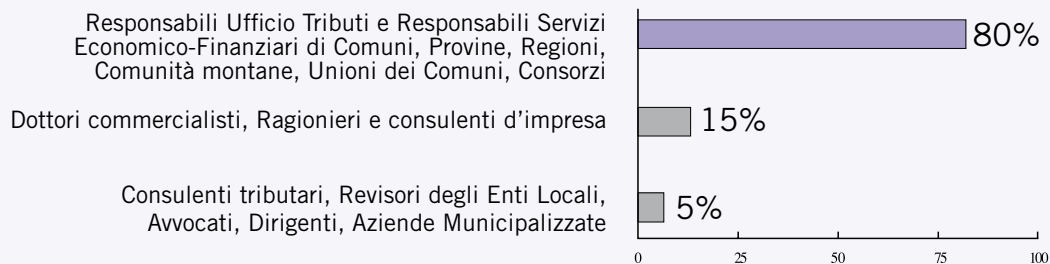 Responsabili Ufficio Tributi e Responsabili Servizi
Economico-Finanziari di Comuni, Provine, Regioni,
Comunità montane, Unioni dei Comuni, Consorzi
80%
Dottori commercialisti, Ragionieri e consulenti d’impresa
15%
Consulenti tributari, Revisori degli Enti Locali,
Avvocati, Dirigenti, Aziende Municipalizzate
5%
0 25 50 75 100